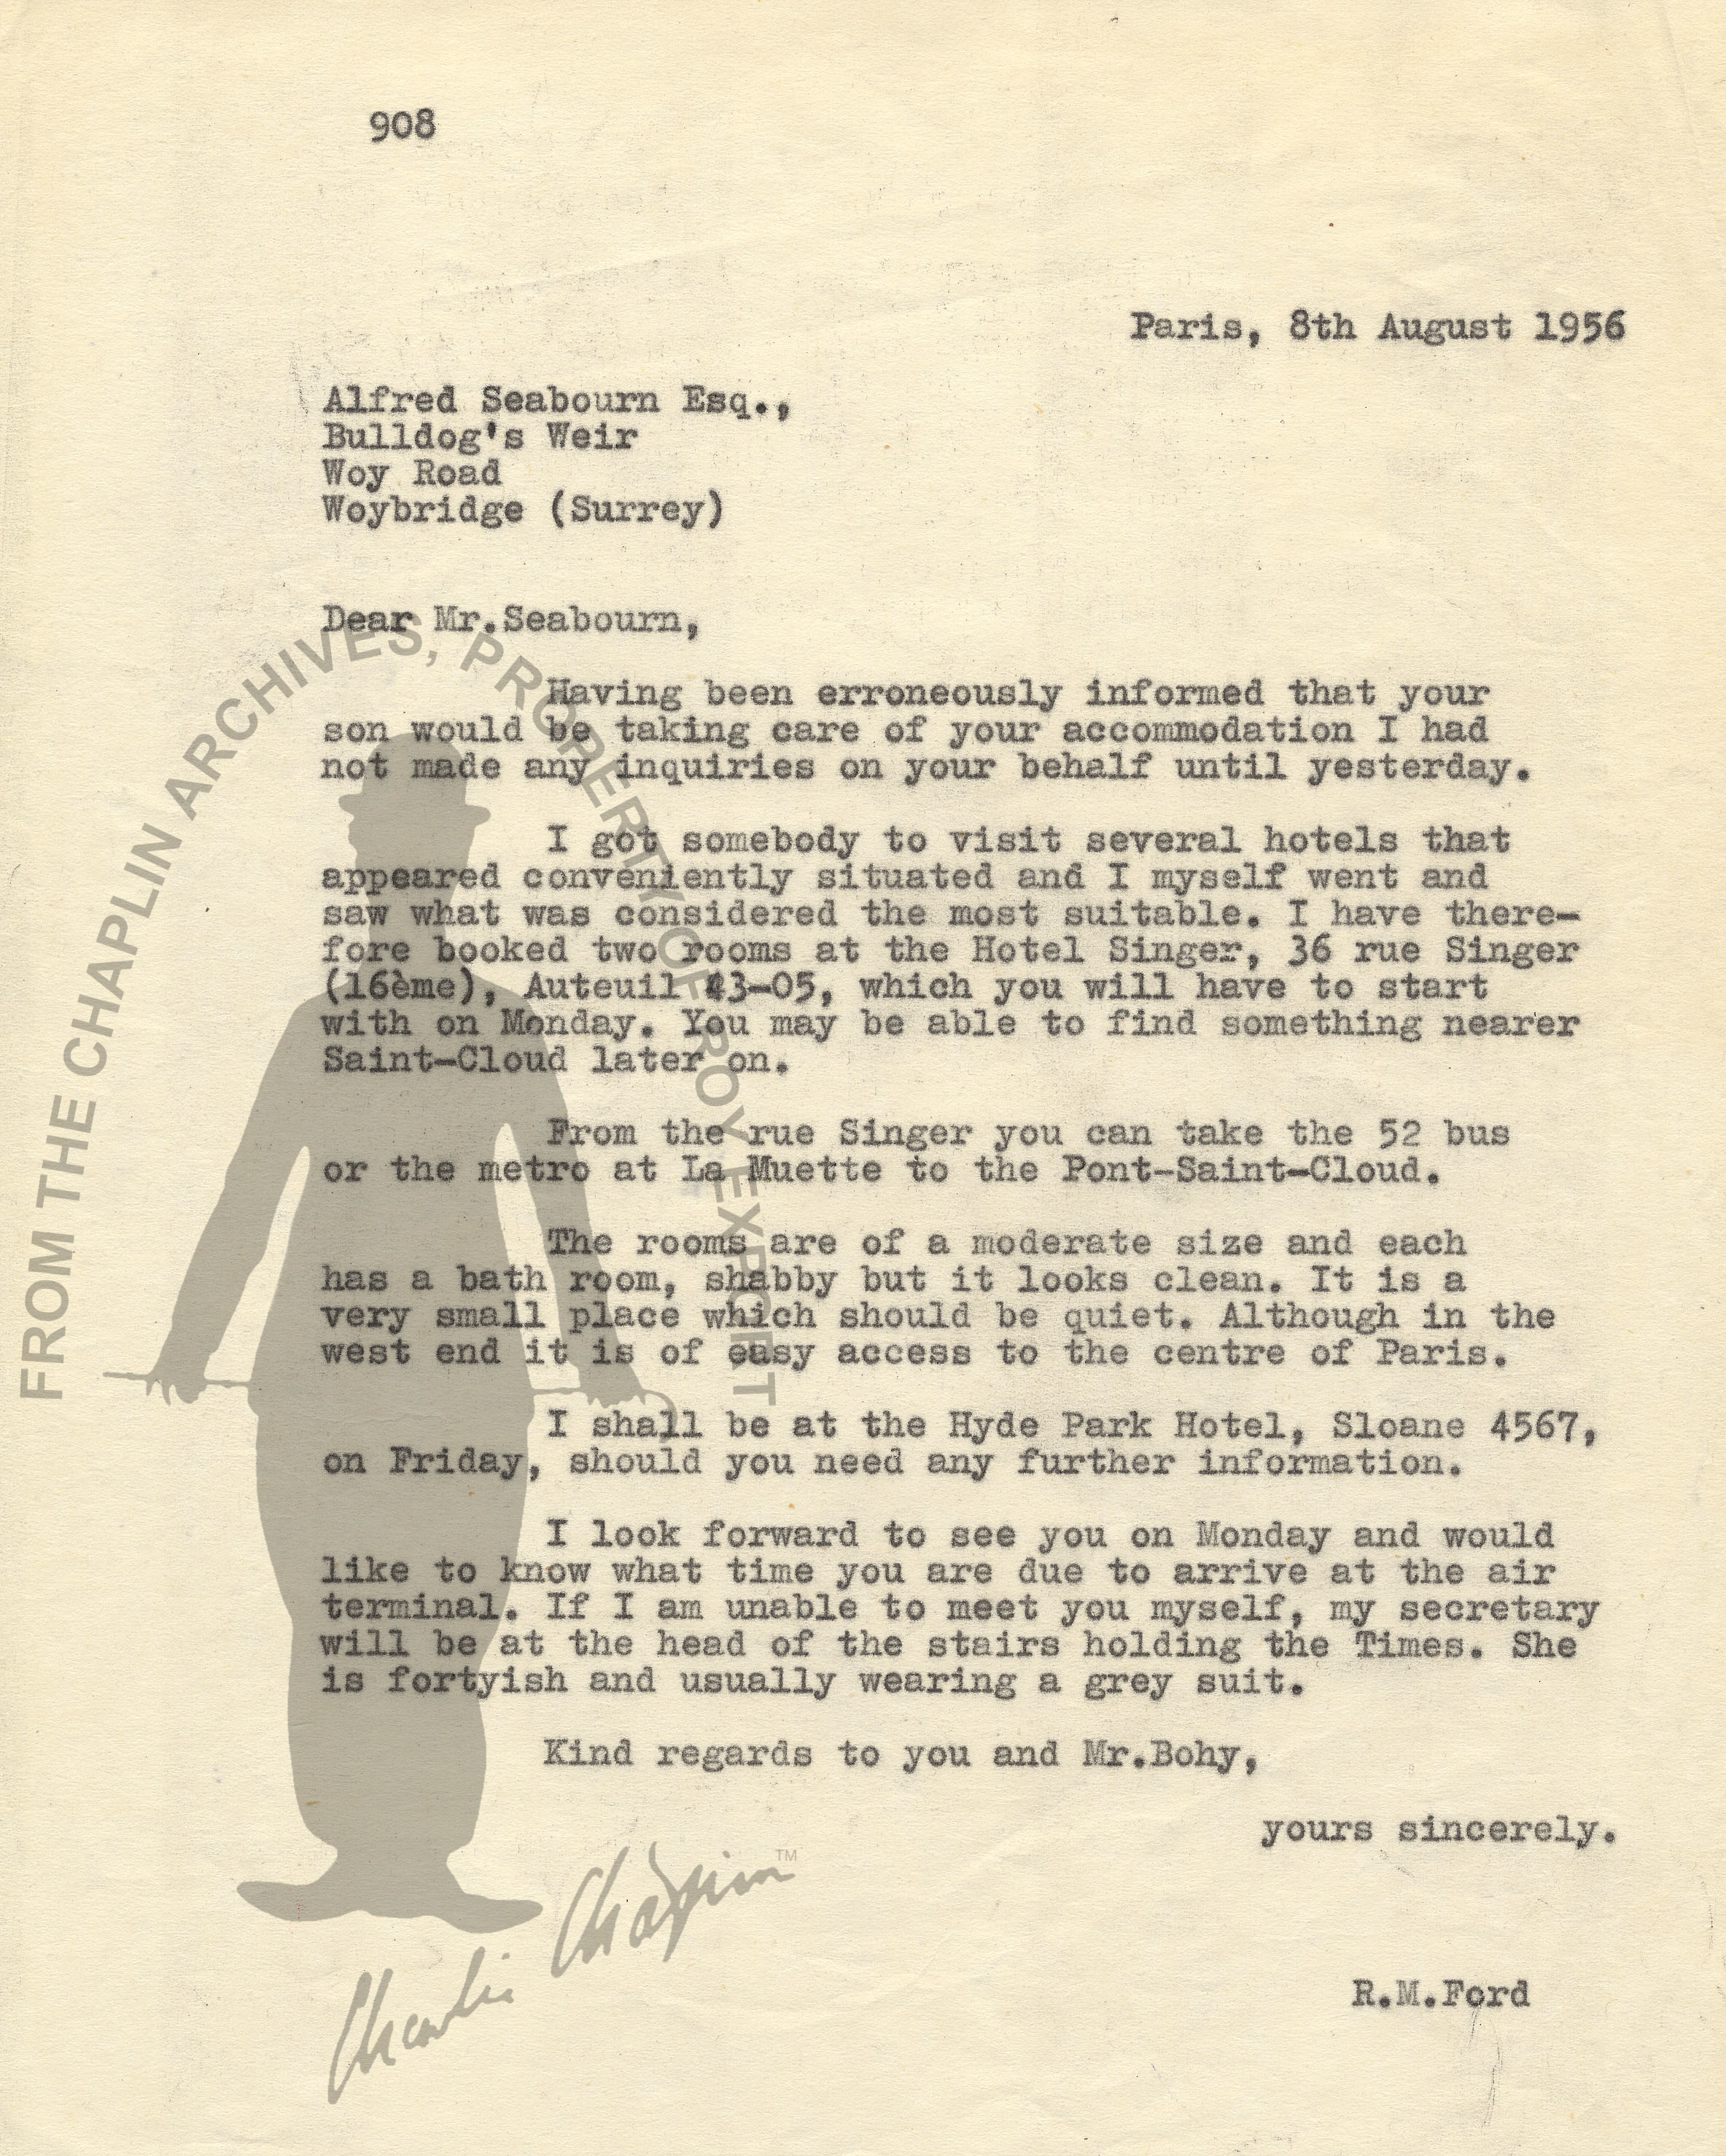 908
Paris, 8th August 1956
Alfred Seabourn Esq.,
Bulldog's Weir
Woy Road
Woybridge (Surrey)
Dear Mr.Seabourn,
Having been erroneously informed that your
son would be taking care of your accommodation I had
not made any inquiries on your behalf until yesterday.
I got somebody to visit several hotels that
appeared conveniently situated and I myself went and
saw what was considered the most suitable. I have there-
fore booked two rooms at the Hotel Singer, 36 rue Singer
(16ème), Auteuil 43-05, which you will have to start
with on Monday. You may be able to find something nearer
Saint-Cloud later on.
From the rue Singer you can take the 52 bus
or the metro at La Muette to the Pont-Saint-Cloud.
The rooms are of a moderate size and each
has a bath room, shabby but it looks clean. It is a
very small place which should be quiet. Although in the
west end it is of easy access to the centre of Paris.
I shall be at the Hyde Park Hotel, Sloane 4567,
on Friday, should you need any further information.
I look forward to see you on Monday and would
like to know what time you are due to arrive at the air
terminal. If I am unable to meet you myself, my secretary
will be at the head of the stairs holding the Times. She
is fortyish and usually wearing a grey suit.
Kind regards to you and Mr.Bohy,
yours sincerely.
R.M.Ford
FROM THE CHAPLIN ARCHIVES, PROPERTY OF ROY EXPORT
Charlie Chaplin™